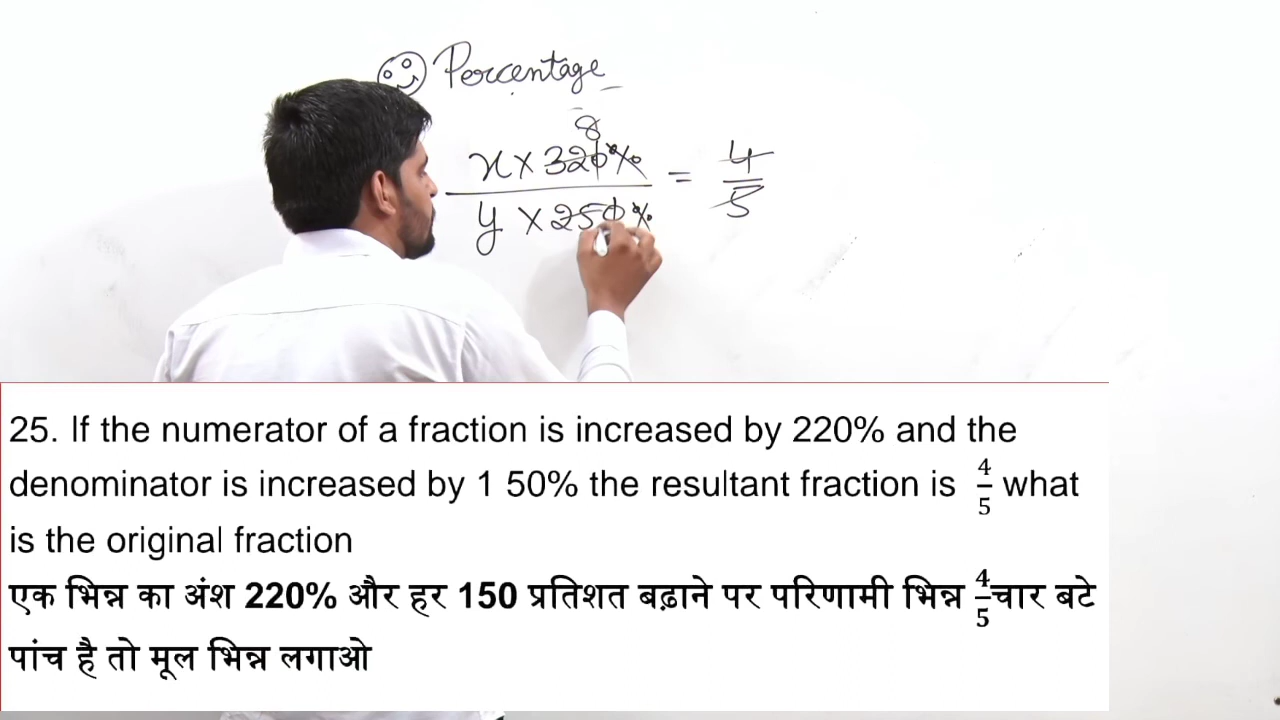 Percentage
8
x × 320%
= 4/5
y × 250%
25. If the numerator of a fraction is increased by 220% and the
denominator is increased by 1 50% the resultant fraction is 4/5 what
is the original fraction
एक भिन्न का अंश 220% और हर 150 प्रतिशत बढ़ाने पर परिणामी भिन्न 4/5चार बटे
पांच है तो मूल भिन्न लगाओ